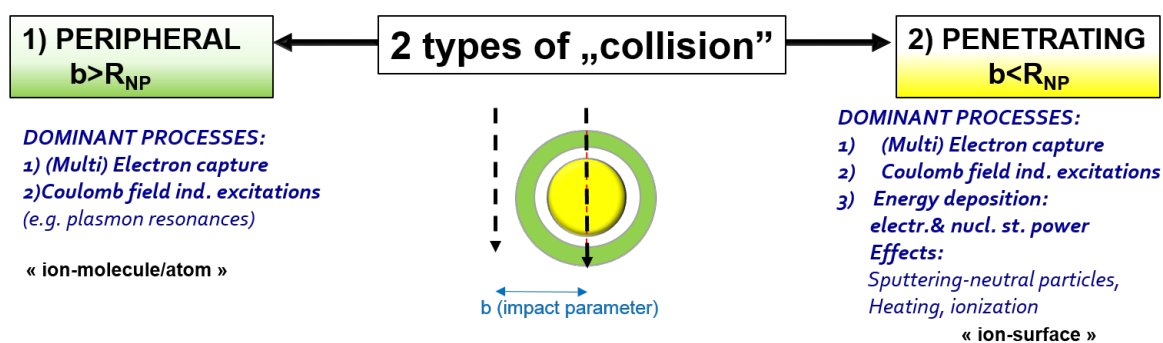 1) PERIPHERAL
b>R_NP
2 types of „collision”
2) PENETRATING
b<R_NP
DOMINANT PROCESSES:
1) (Multi) Electron capture
2)Coulomb field ind. excitations
(e.g. plasmon resonances)
« ion-molecule/atom »
b (impact parameter)
DOMINANT PROCESSES:
1) (Multi) Electron capture
2) Coulomb field ind. excitations
3) Energy deposition:
electr.& nucl. st. power
Effects:
Sputtering-neutral particles,
Heating, ionization
« ion-surface »